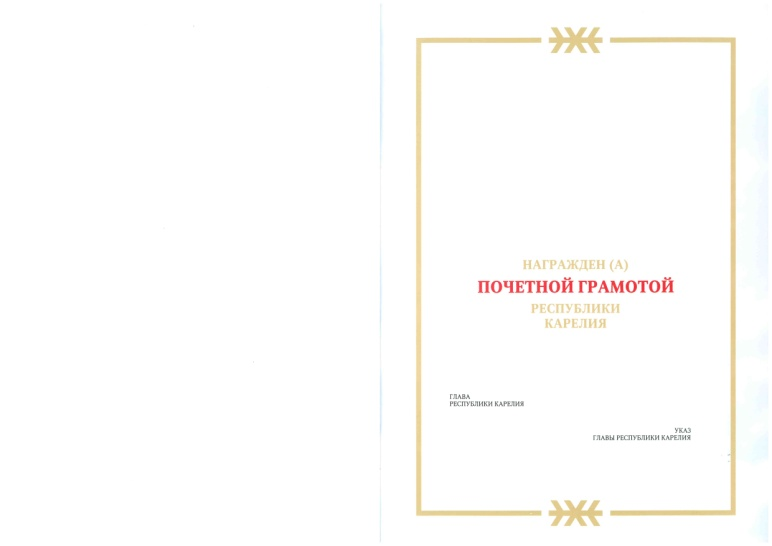 НАГРАЖДЕН (А)
ПОЧЕТНОЙ ГРАМОТОЙ
РЕСПУБЛИКИ
КАРЕЛИЯ
ГЛАВА
РЕСПУБЛИКИ КАРЕЛИЯ
УКАЗ
ГЛАВЫ РЕСПУБЛИКИ КАРЕЛИЯ